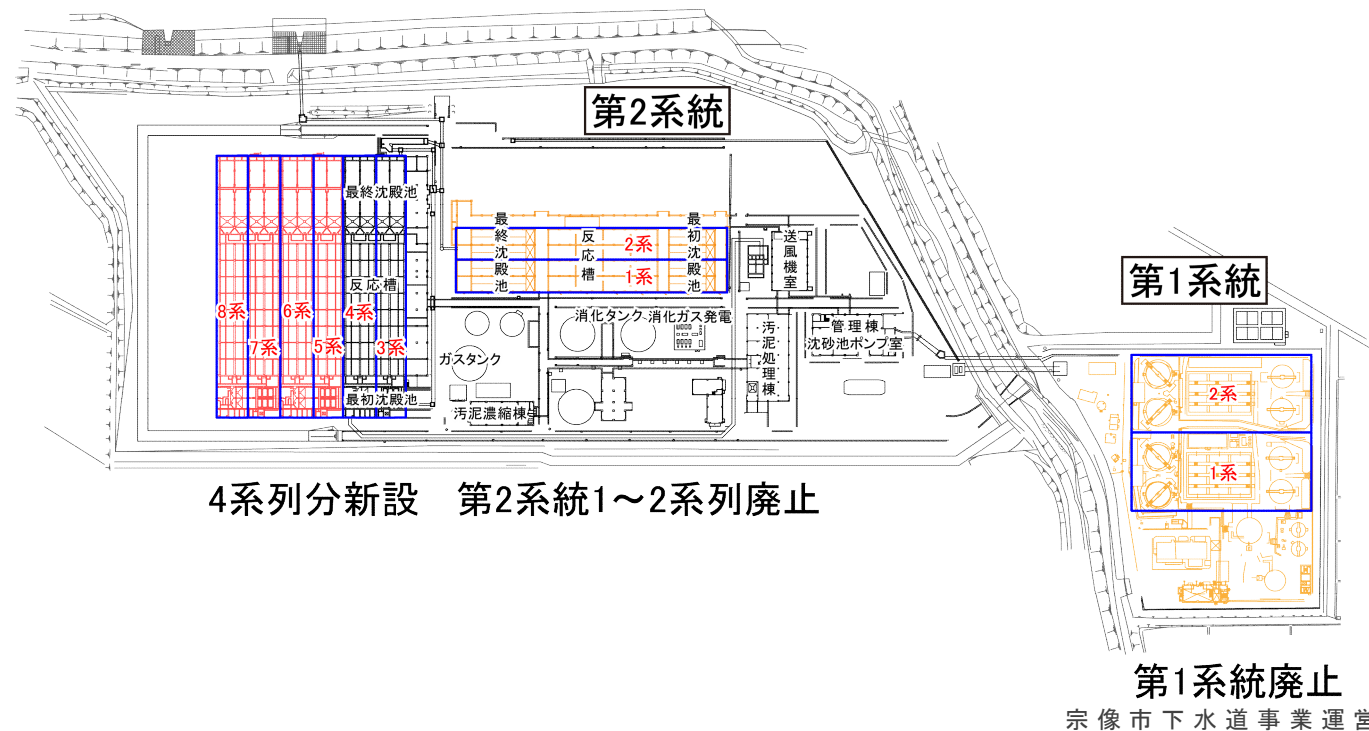 第2系統
最終沈殿池
反応槽
8系
7系
6系
5系
4系
3系
最初沈殿池
最終沈殿池
反応槽
最初沈殿池
2系
1系
送風機室
消化タンク
消化ガス発電
ガスタンク
汚泥処理棟
管理棟
沈砂池ポンプ室
汚泥濃縮棟
第1系統
2系
1系
4系列分新設 第2系統1～2系列廃止
第1系統廃止
宗像市下水道事業運営